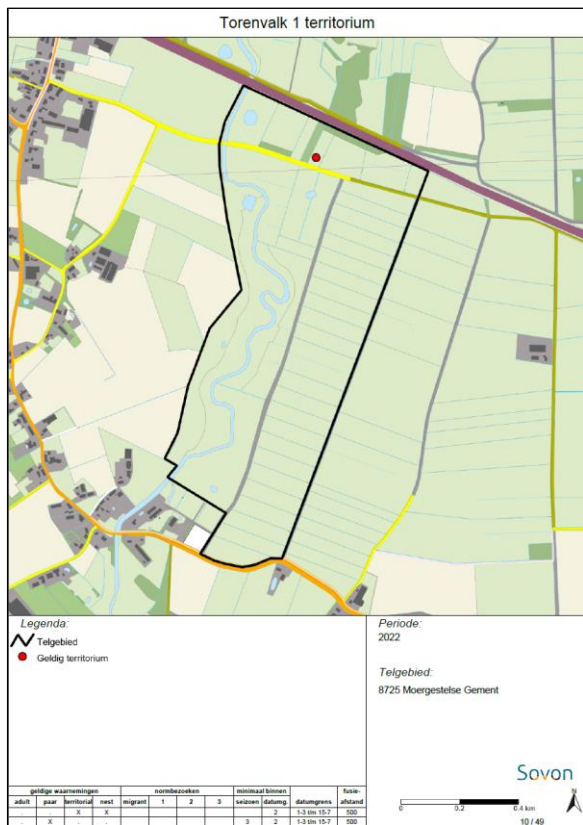 Torenvalk 1 territorium
Legenda:
Telgebied
Geldig territorium
Periode:
2022
Telgebied:
8725 Moergestelse Gement
Sovon
0 0.2 0.4 km
N
10 / 49
geldige waarnemingen normbezoeken minimaal binnen fusie-
adult paar territorial nest migrant 1 2 3 seizoen datumg. datumgrens afstand
. . X X 2 1-3 t/m 15-7 500
. X . . 3 2 1-3 t/m 15-7 500